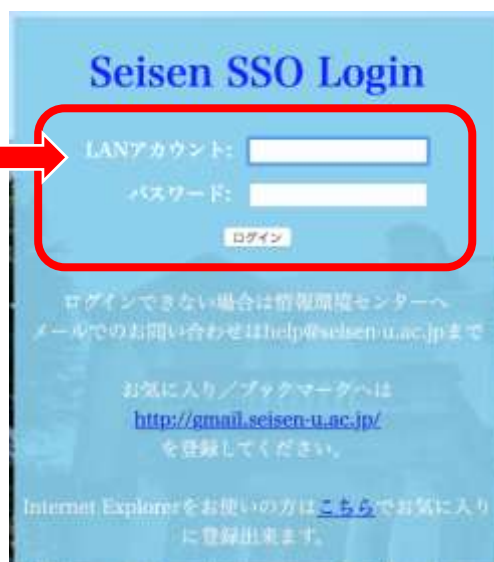 Seisen SSO Login
LANアカウント:
パスワード:
ログイン
ログインできない場合は情報環境センターへ
メールでのお問い合わせはhelp@seisen-u.ac.jpまで
お気に入り／ブックマークへは
http://gmail.seisen-u.ac.jp/
を登録してください。
Internet Explorerをお使いの方はこちらでお気に入り
に登録出来ます。